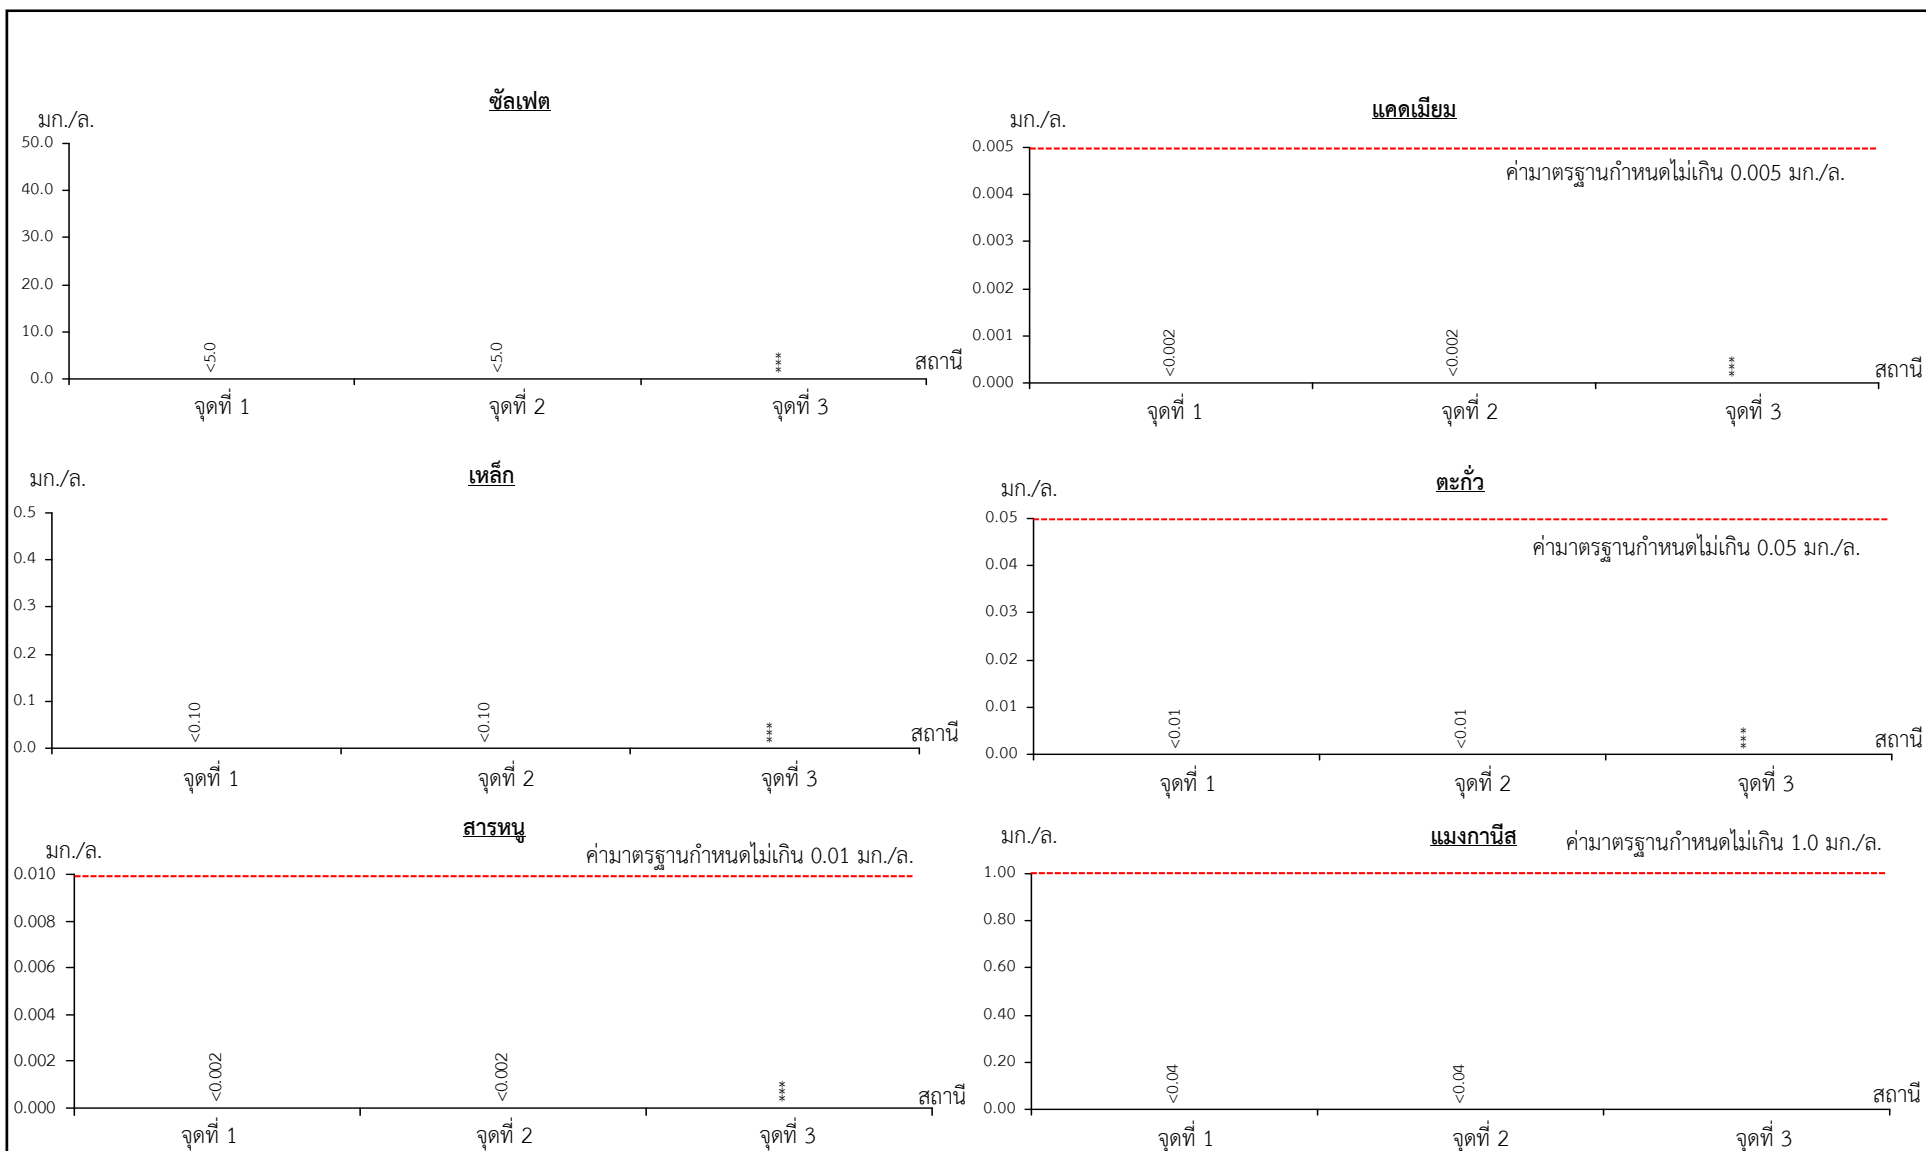 ซัลเฟต
มก./ล.
50.0
40.0
30.0
20.0
10.0
0.0
<5.0
<5.0
***
สถานี
จุดที่ 1
จุดที่ 2
จุดที่ 3
แคดเมียม
มก./ล.
0.005
0.004
0.003
0.002
0.001
0.000
ค่ามาตรฐานกำหนดไม่เกิน 0.005 มก./ล.
<0.002
<0.002
***
สถานี
จุดที่ 1
จุดที่ 2
จุดที่ 3
เหล็ก
มก./ล.
0.5
0.4
0.3
0.2
0.1
0.0
<0.10
<0.10
***
สถานี
จุดที่ 1
จุดที่ 2
จุดที่ 3
ตะกั่ว
มก./ล.
0.05
0.04
0.03
0.02
0.01
0.00
ค่ามาตรฐานกำหนดไม่เกิน 0.05 มก./ล.
<0.01
<0.01
***
สถานี
จุดที่ 1
จุดที่ 2
จุดที่ 3
สารหนู
มก./ล.
ค่ามาตรฐานกำหนดไม่เกิน 0.01 มก./ล.
0.010
0.008
0.006
0.004
0.002
0.000
<0.002
<0.002
***
สถานี
จุดที่ 1
จุดที่ 2
จุดที่ 3
แมงกานีส
มก./ล.
ค่ามาตรฐานกำหนดไม่เกิน 1.0 มก./ล.
1.00
0.80
0.60
0.40
0.20
0.00
<0.04
<0.04
สถานี
จุดที่ 1
จุดที่ 2
จุดที่ 3